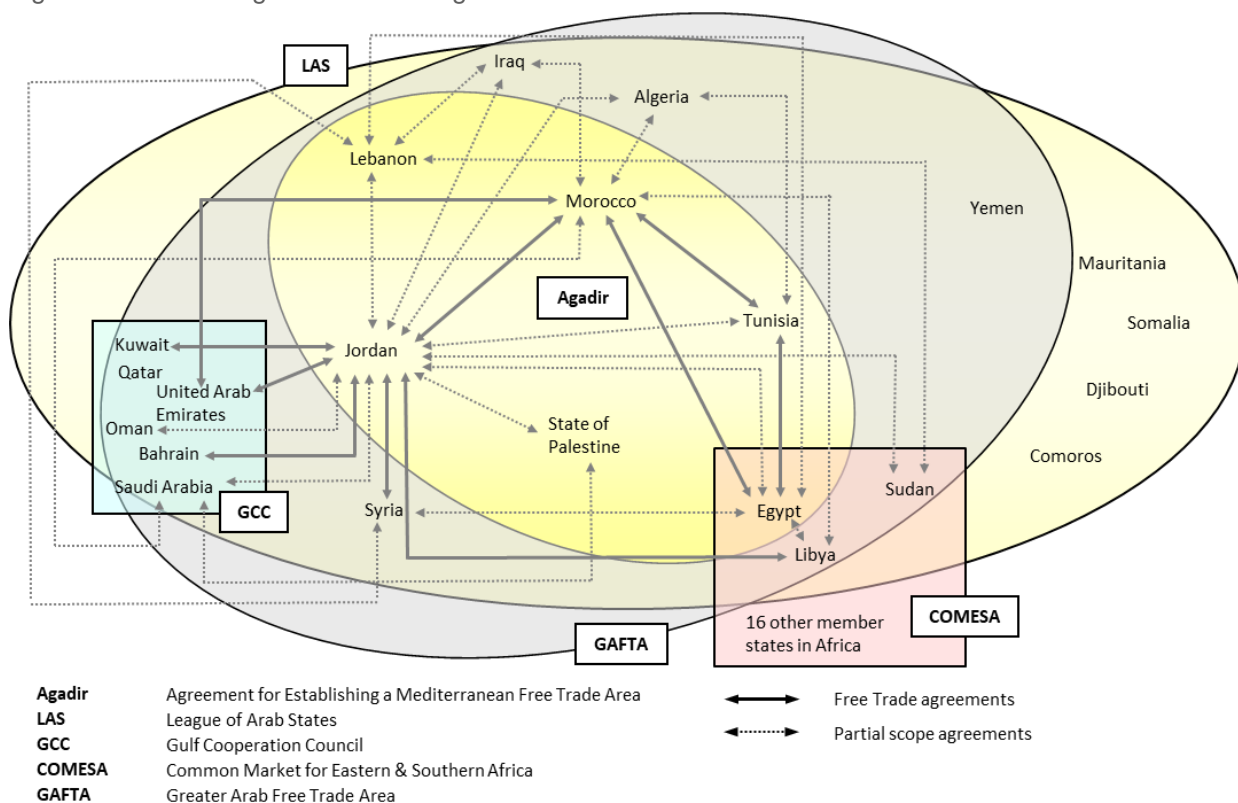 LAS
Iraq
Algeria
Lebanon
Morocco
Yemen
Mauritania
Agadir
Tunisia
Somalia
Kuwait
Jordan
Qatar
United Arab
Emirates
Djibouti
Oman
State of
Palestine
Bahrain
Comoros
Saudi Arabia
Sudan
GCC
Syria
Egypt
Libya
16 other member
states in Africa
COMESA
GAFTA
Agadir Agreement for Establishing a Mediterranean Free Trade Area
LAS League of Arab States
GCC Gulf Cooperation Council
COMESA Common Market for Eastern & Southern Africa
GAFTA Greater Arab Free Trade Area
Free Trade agreements
Partial scope agreements